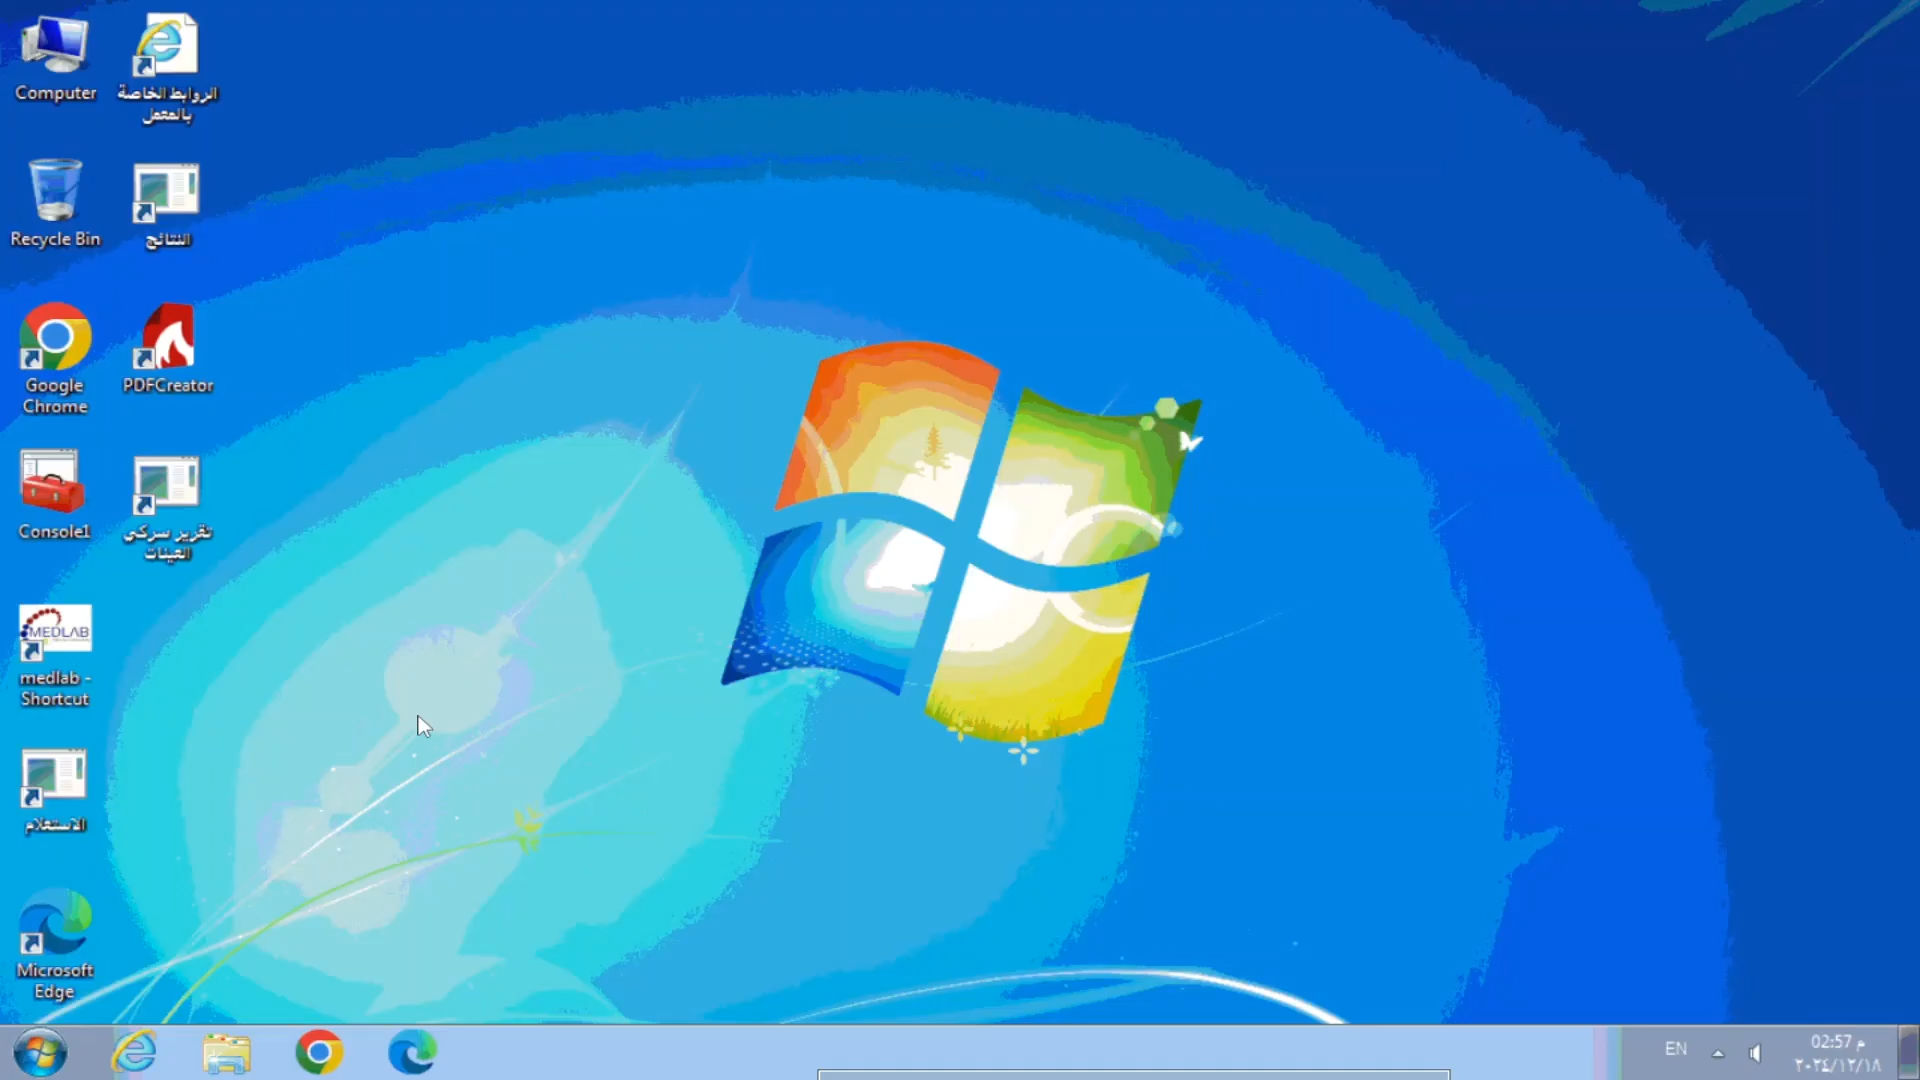 Computer
الروابط الخاصة
بالمعمل
Recycle Bin
النتائج
Google
Chrome
PDFCreator
Console1
تقرير سركي
العينات
MEDLAB
medlab -
Shortcut
الاستعلام
Microsoft
Edge
EN
02:57 م
٢٠٢٤/١٢/١٨